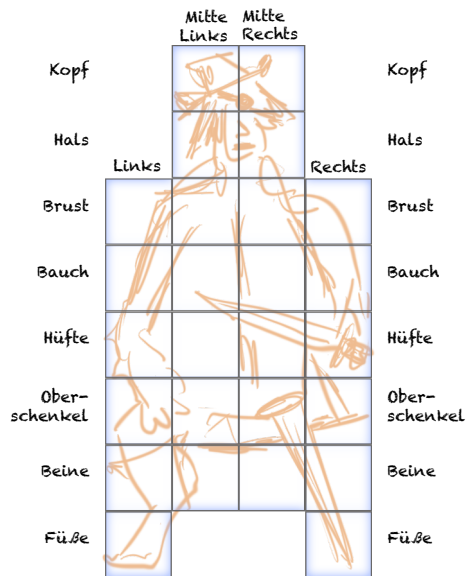 Mitte Mitte
Links Rechts
Kopf Kopf
Hals Hals
Links Rechts
Brust Brust
Bauch Bauch
Hüfte Hüfte
Ober- Ober-
schenkel schenkel
Beine Beine
Füße Füße